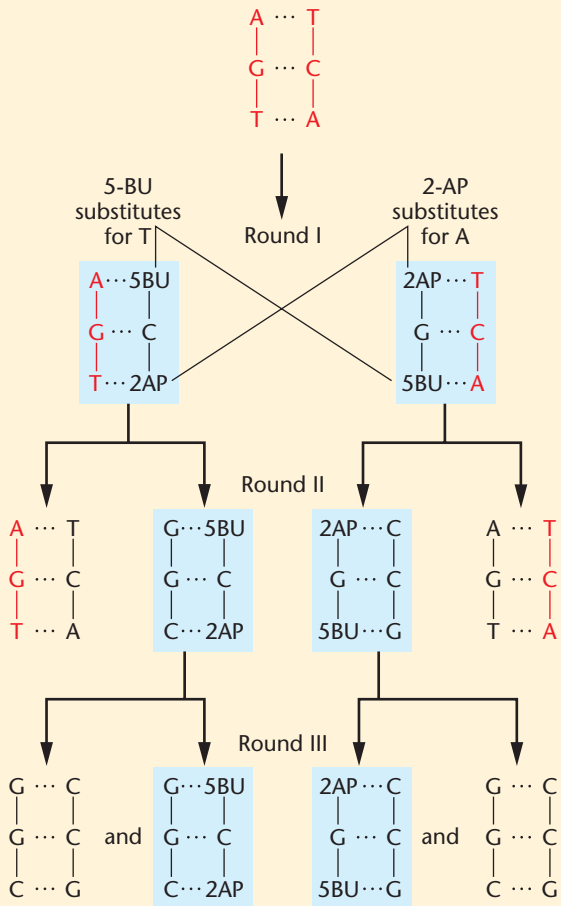 A ··· T
G ··· C
T ··· A
5-BU
substitutes
for T
2-AP
substitutes
for A
Round I
A···5BU
G ··· C
T···2AP
2AP···T
G ··· C
5BU···A
Round II
A ··· T
G ··· C
T ··· A
G···5BU
G ··· C
C···2AP
2AP···C
G ··· C
5BU···G
A ··· T
G ··· C
T ··· A
Round III
G ··· C
G ··· C
C ··· G
and
G···5BU
G ··· C
C···2AP
2AP···C
G ··· C
5BU···G
and
G ··· C
G ··· C
C ··· G